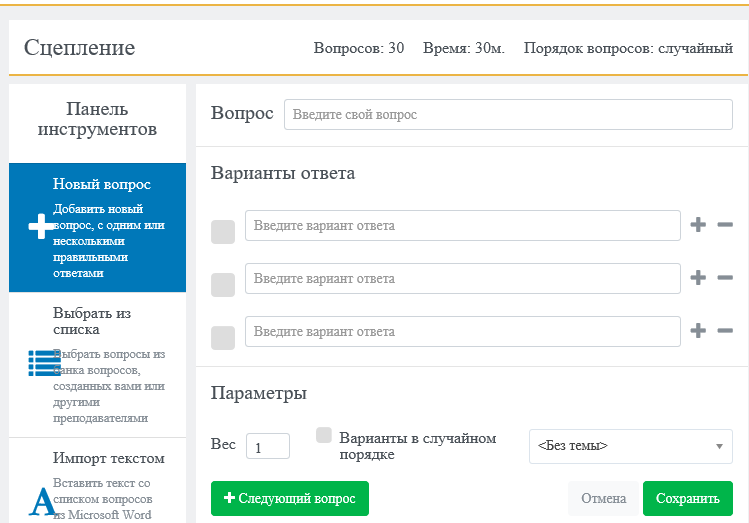 Сцепление
Вопросов: 30 Время: 30м. Порядок вопросов: случайный
Панель
инструментов
Новый вопрос
Добавить новый
вопрос, с одним или
несколькими
правильными
ответами
Выбрать из
списка
Выбрать вопросы из
банка вопросов,
созданных вами или
другими
преподавателями
Импорт текстом
Вставить текст со
списком вопросов
из Microsoft Word
Вопрос
Введите свой вопрос
Варианты ответа
Введите вариант ответа
Введите вариант ответа
Введите вариант ответа
Параметры
Вес 1
Варианты в случайном
порядке
<Без темы>
Следующий вопрос
Отмена
Сохранить